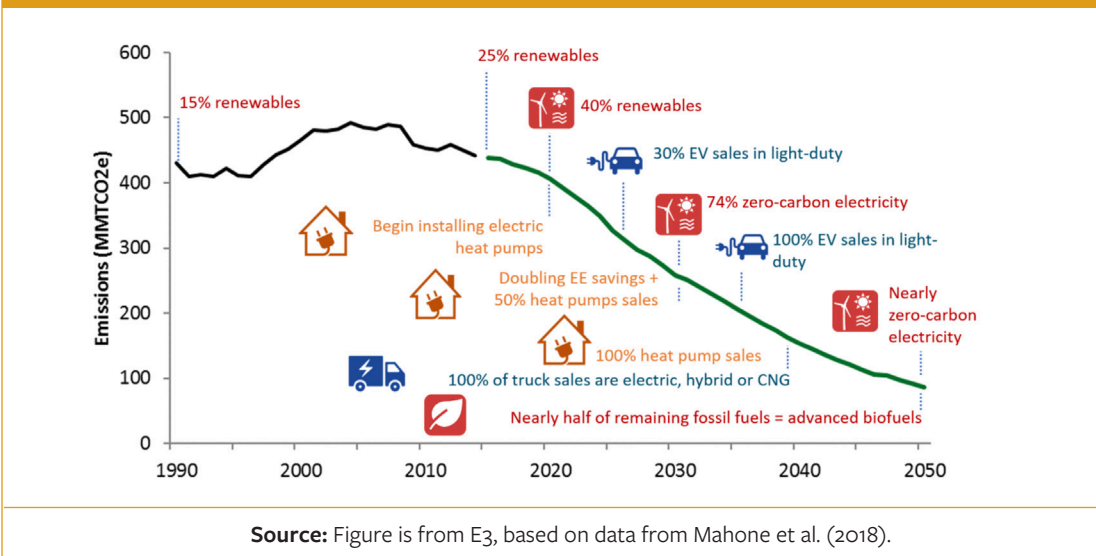 600
500
400
300
200
100
0
Emissions (MMTCO2e)
15% renewables
25% renewables
40% renewables
30% EV sales in light-duty
74% zero-carbon electricity
100% EV sales in light-
duty
Nearly
zero-carbon
electricity
Begin installing electric
heat pumps
Doubling EE savings +
50% heat pumps sales
100% heat pump sales
100% of truck sales are electric, hybrid or CNG
Nearly half of remaining fossil fuels = advanced biofuels
1990
2000
2010
2020
2030
2040
2050
Source: Figure is from E3, based on data from Mahone et al. (2018).